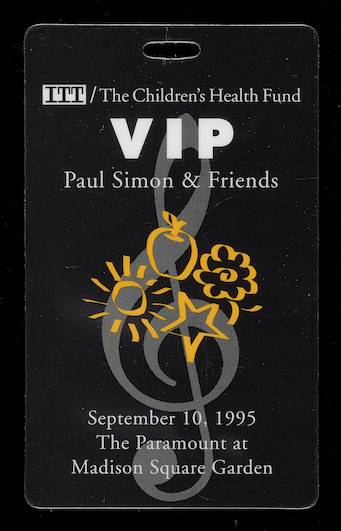 ITT / The Children's Health Fund
VIP
Paul Simon & Friends
September 10, 1995
The Paramount at
Madison Square Garden